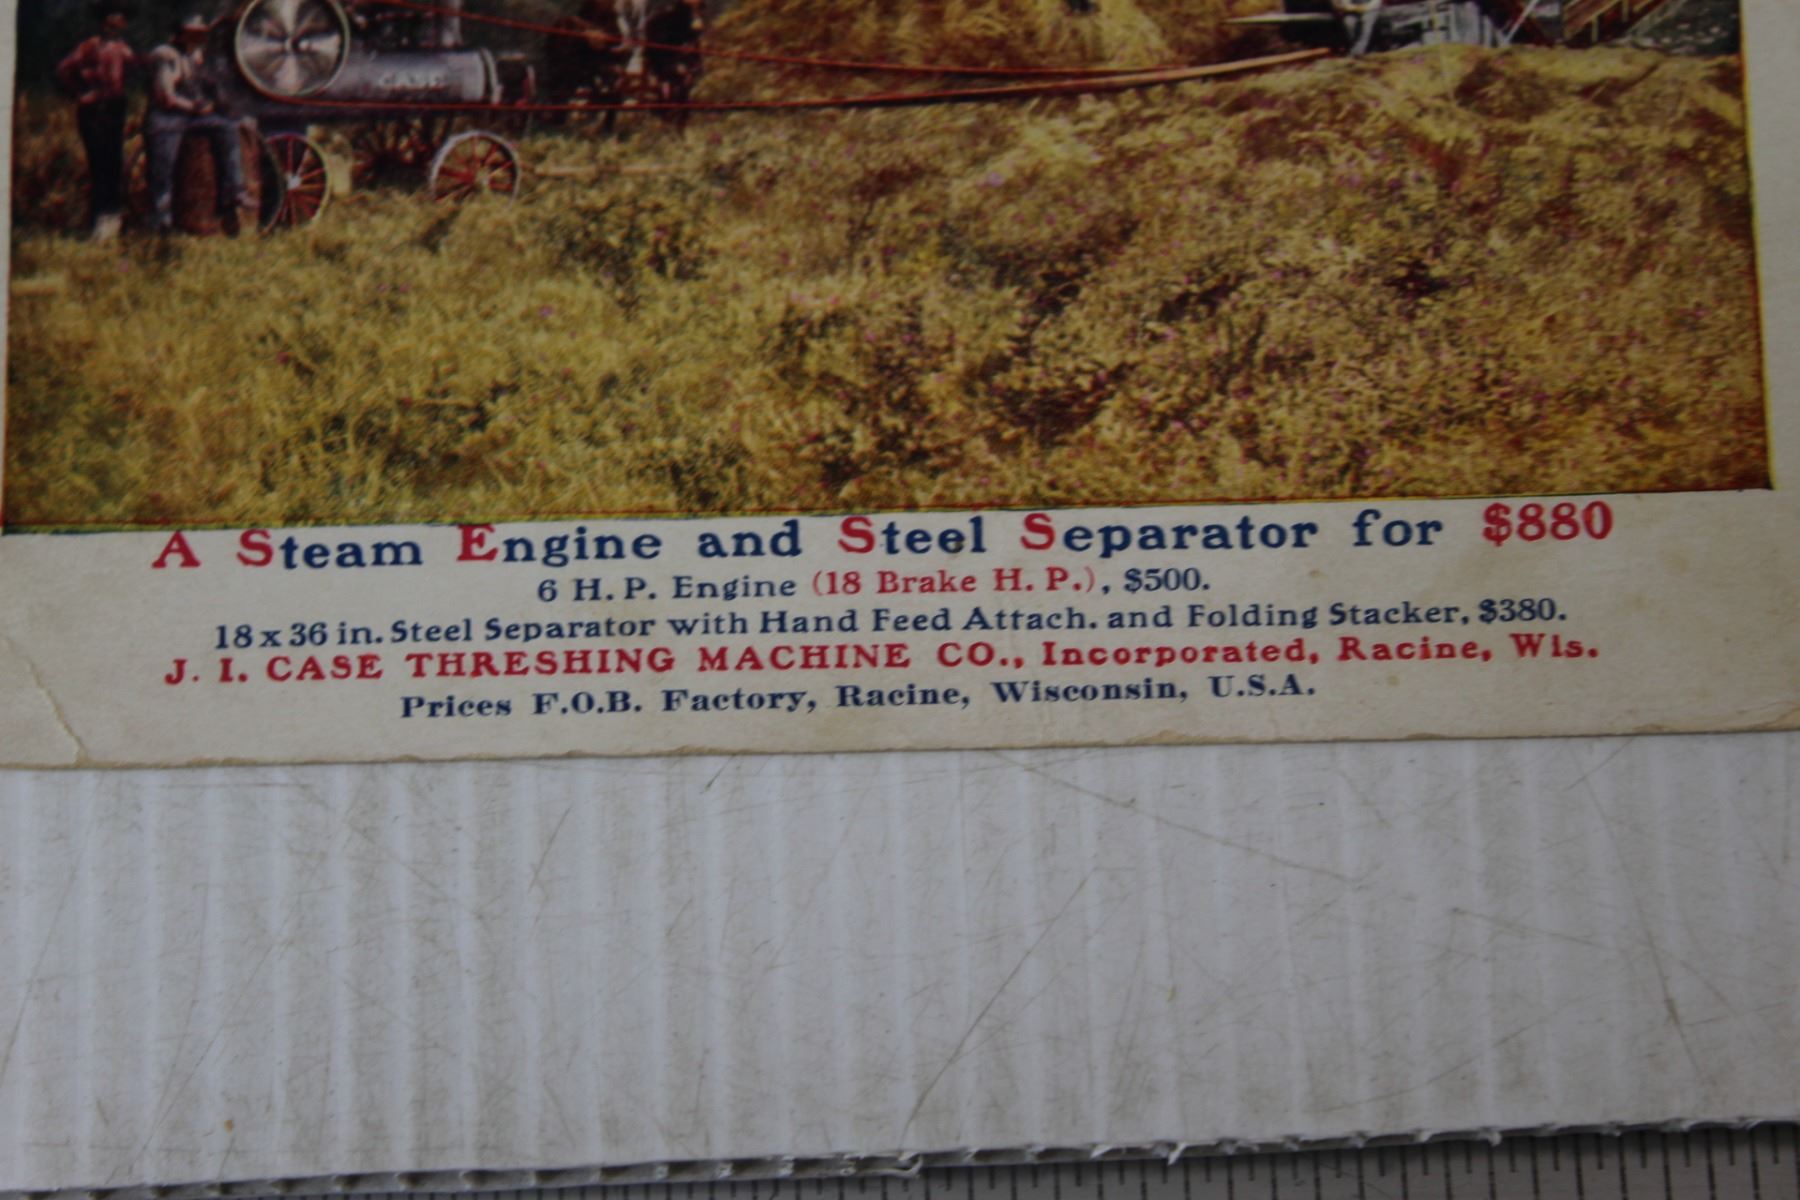 CASE
A Steam Engine and Steel Separator for $880
6 H. P. Engine (18 Brake H. P.), $500.
18 x 36 in. Steel Separator with Hand Feed Attach. and Folding Stacker, $380.
J. I. CASE THRESHING MACHINE CO., Incorporated, Racine, Wis.
Prices F.O.B. Factory, Racine, Wisconsin, U.S.A.